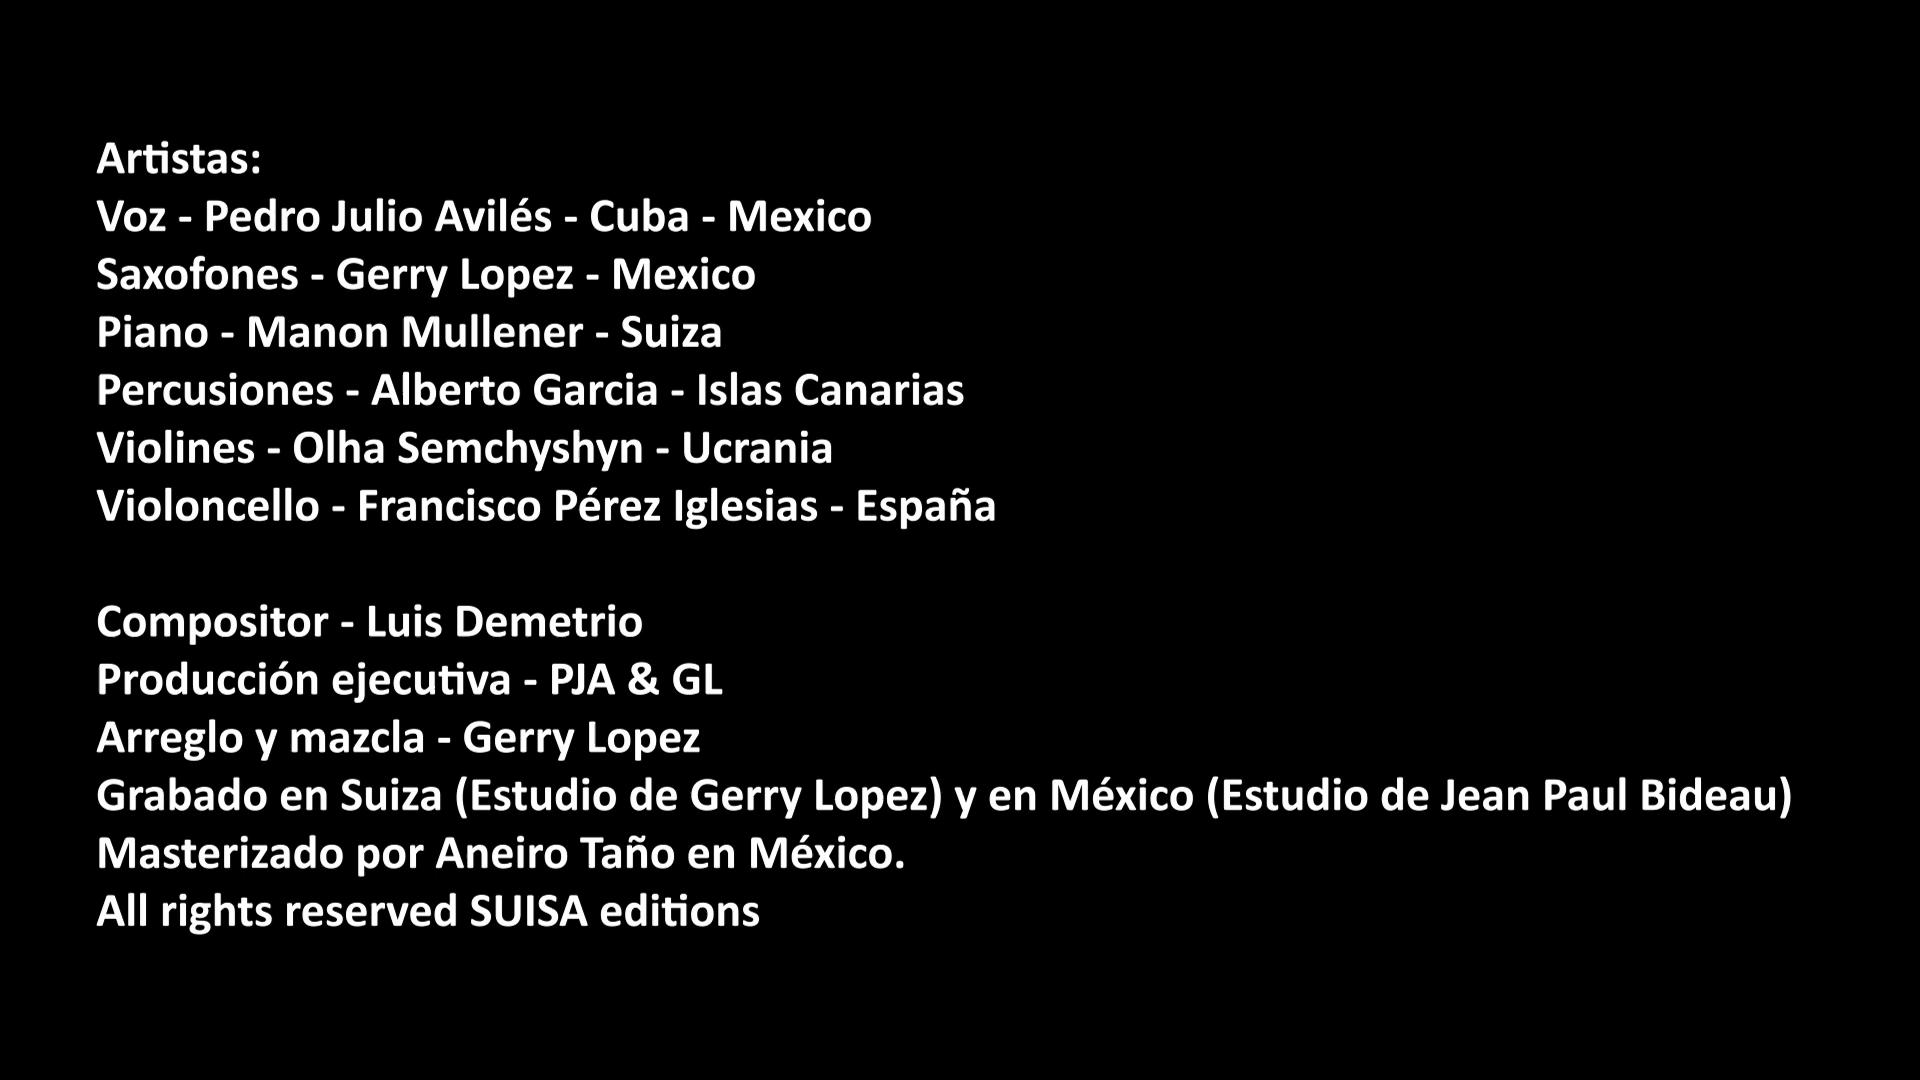 Artistas:
Voz - Pedro Julio Avilés - Cuba - Mexico
Saxofones - Gerry Lopez - Mexico
Piano - Manon Mullener - Suiza
Percusiones - Alberto Garcia - Islas Canarias
Violines - Olha Semchyshyn - Ucrania
Violoncello - Francisco Pérez Iglesias - España
Compositor - Luis Demetrio
Producción ejecutiva - PJA & GL
Arreglo y mazcla - Gerry Lopez
Grabado en Suiza (Estudio de Gerry Lopez) y en México (Estudio de Jean Paul Bideau)
Masterizado por Aneiro Taño en México.
All rights reserved SUISA editions